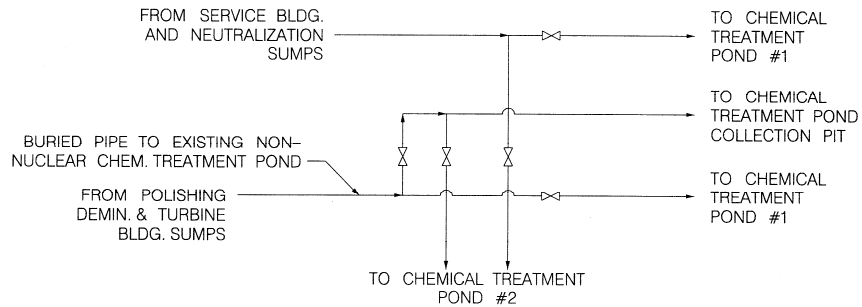 FROM SERVICE BLDG.
AND NEUTRALIZATION
SUMPS
TO CHEMICAL
TREATMENT
POND #1
TO CHEMICAL
TREATMENT POND
COLLECTION PIT
BURIED PIPE TO EXISTING NON-
NUCLEAR CHEM. TREATMENT POND
FROM POLISHING
DEMIN. & TURBINE
BLDG. SUMPS
TO CHEMICAL
TREATMENT
POND #1
TO CHEMICAL TREATMENT
POND #2